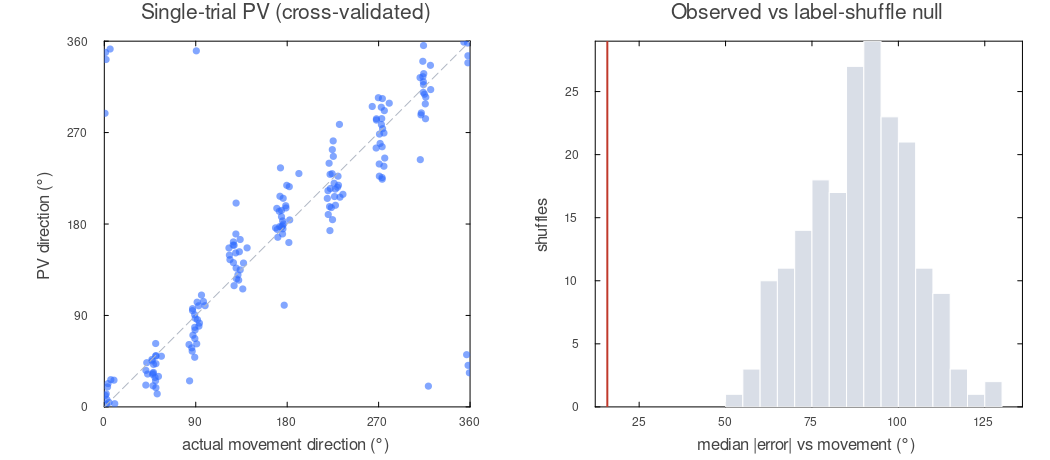 Single-trial PV (cross-validated)
360
270
180
90
0
PV direction (°)
0 90 180 270 360
actual movement direction (°)
Observed vs label-shuffle null
25
20
15
10
5
0
shuffles
25 50 75 100 125
median |error| vs movement (°)